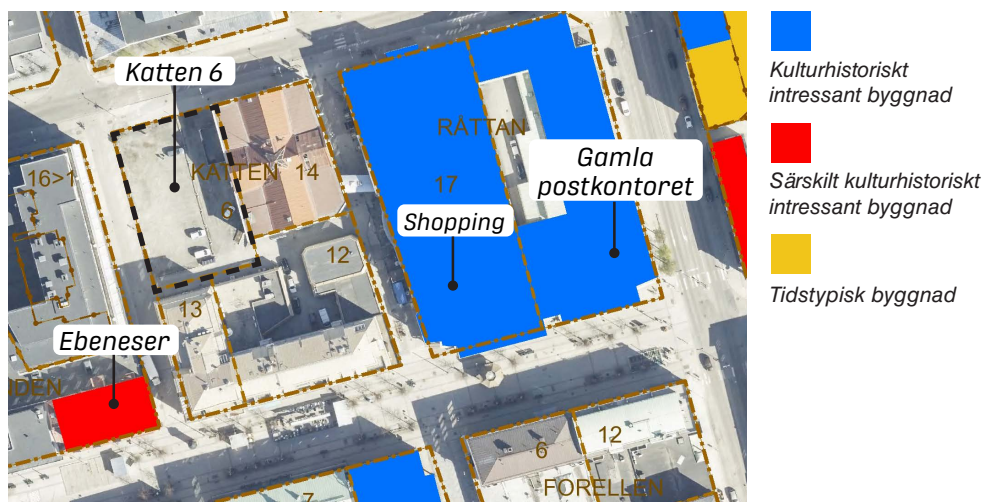 Katten 6
RÅTTAN
KATTEN 14
16>1
Gamla
postkontoret
17
6
Shopping
12
13
Ebeneser
6
12
FORELLEN
7
Kulturhistoriskt
intressant byggnad
Särskilt kulturhistoriskt
intressant byggnad
Tidstypisk byggnad